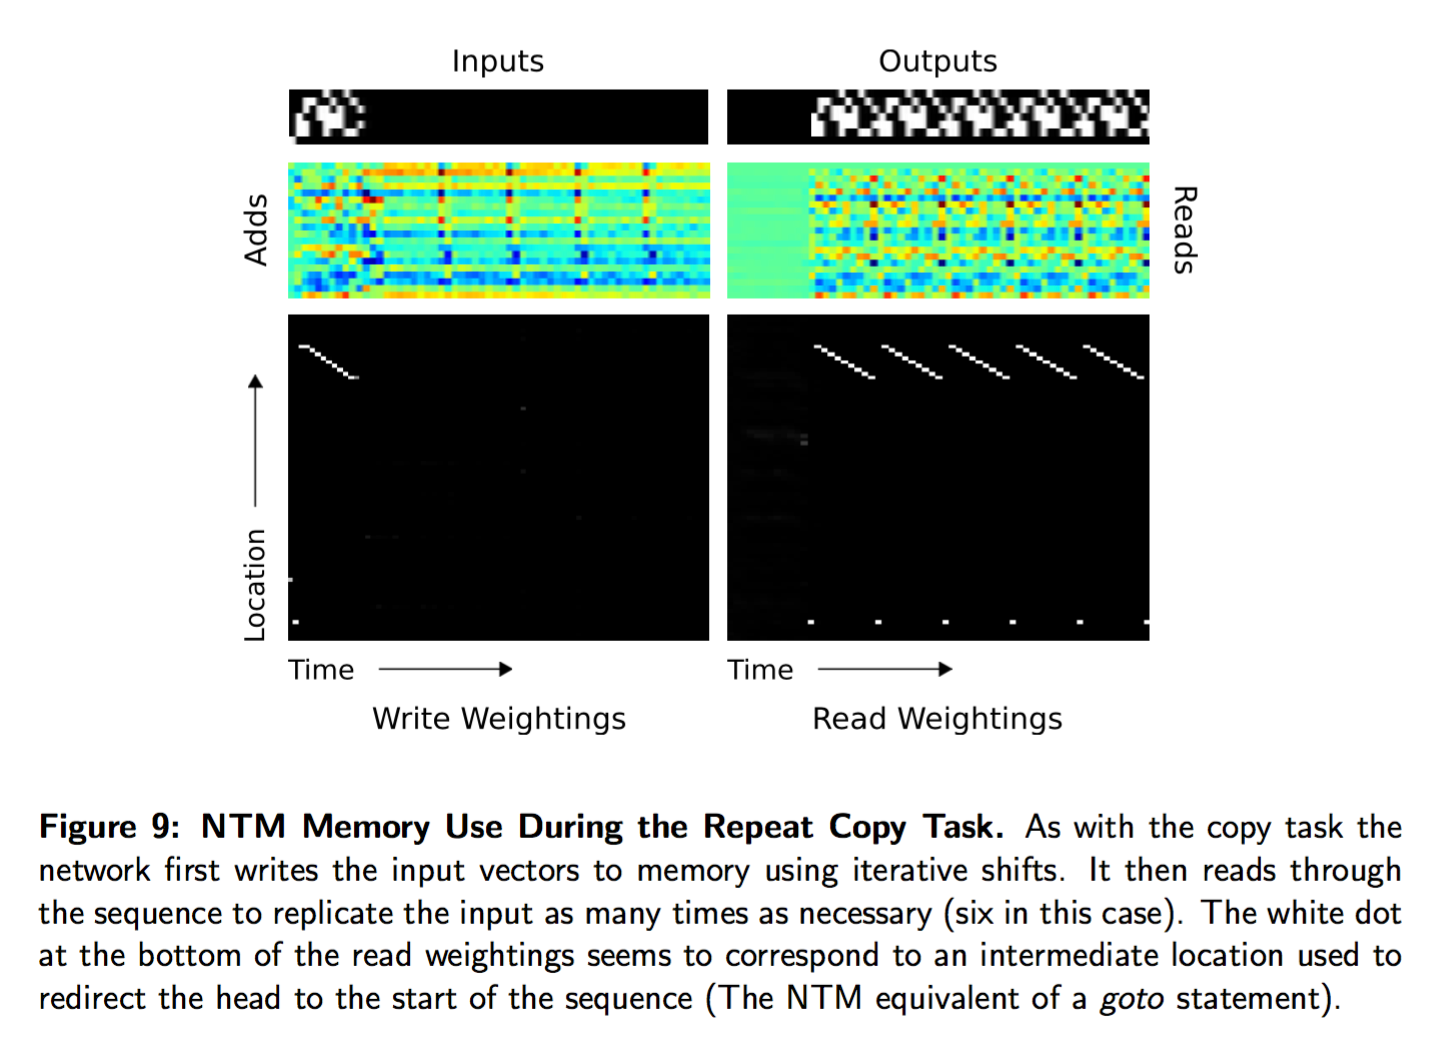 Inputs
Outputs
Adds
Reads
Location
Time
Time
Write Weightings
Read Weightings
Figure 9: NTM Memory Use During the Repeat Copy Task. As with the copy task the
network first writes the input vectors to memory using iterative shifts. It then reads through
the sequence to replicate the input as many times as necessary (six in this case). The white dot
at the bottom of the read weightings seems to correspond to an intermediate location used to
redirect the head to the start of the sequence (The NTM equivalent of a goto statement).